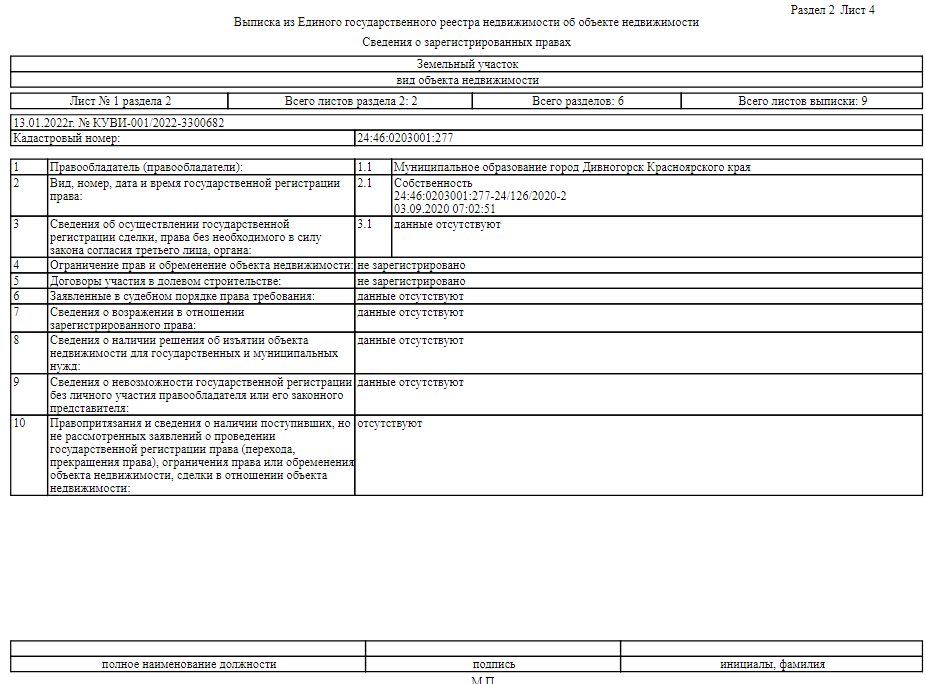 Раздел 2 Лист 4
Выписка из Единого государственного реестра недвижимости об объекте недвижимости
Сведения о зарегистрированных правах
Земельный участок
вид объекта недвижимости
Лист № 1 раздела 2 Всего листов раздела 2: 2 Всего разделов: 6 Всего листов выписки: 9
13.01.2022г. № КУВИ-001/2022-3300682
Кадастровый номер: 24:46:0203001:277
1 Правообладатель (правообладатели): 1.1 Муниципальное образование город Дивногорск Красноярского края
2 Вид, номер, дата и время государственной регистрации 2.1 Собственность
права: 24:46:0203001:277-24/126/2020-2
03.09.2020 07:02:51
3 Сведения об осуществлении государственной 3.1 данные отсутствуют
регистрации сделки, права без необходимого в силу
закона согласия третьего лица, органа:
4 Ограничение прав и обременение объекта недвижимости: не зарегистрировано
5 Договоры участия в долевом строительстве: не зарегистрировано
6 Заявленные в судебном порядке права требования: данные отсутствуют
7 Сведения о возражении в отношении данные отсутствуют
зарегистрированного права:
8 Сведения о наличии решения об изъятии объекта данные отсутствуют
недвижимости для государственных и муниципальных
нужд:
9 Сведения о невозможности государственной регистрации данные отсутствуют
без личного участия правообладателя или его законного
представителя:
10 Правопритязания и сведения о наличии поступивших, но отсутствуют
не рассмотренных заявлений о проведении
государственной регистрации права (перехода,
прекращения права), ограничения права или обременения
объекта недвижимости, сделки в отношении объекта
недвижимости:
полное наименование должности подпись инициалы, фамилия
М.П.